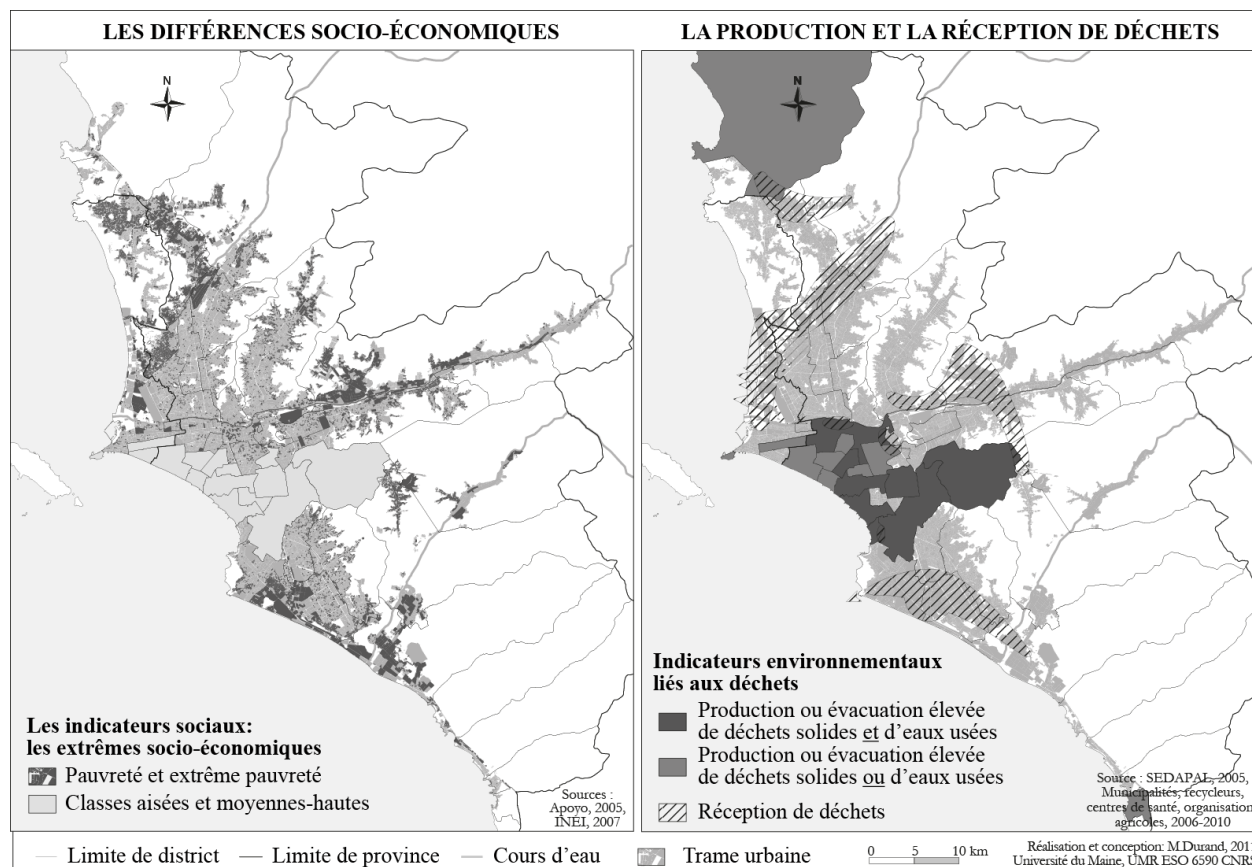 LES DIFFÉRENCES SOCIO-ÉCONOMIQUES
N
Les indicateurs sociaux:
les extrêmes socio-économiques
Pauvreté et extrême pauvreté
Classes aisées et moyennes-hautes
Sources :
Apoyo, 2005,
INÉI, 2007
LA PRODUCTION ET LA RÉCEPTION DE DÉCHETS
N
Indicateurs environnementaux
liés aux déchets
Production ou évacuation élevée
de déchets solides et d'eaux usées
Production ou évacuation élevée
de déchets solides ou d'eaux usées
Réception de déchets
Source : SEDAPAL, 2005,
Municipalités, recycleurs,
centres de santé, organisation
agricoles, 2006-2010
Limite de district
Limite de province
Cours d'eau
Trame urbaine
0 5 10 km
Réalisation et conception: M.Durand, 201
Université du Maine, UMR ESO 6590 CNR